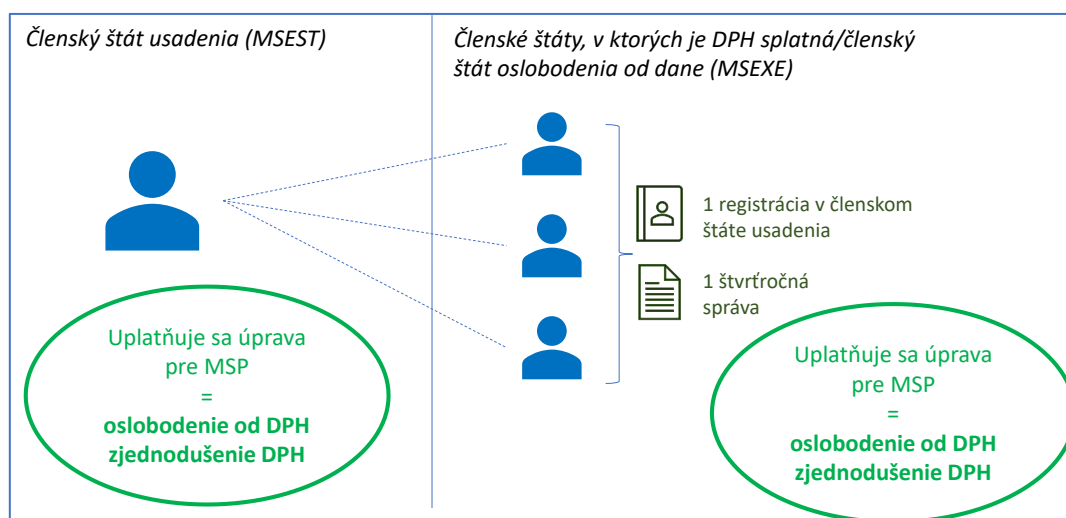 Členský štát usadenia (MSEST)
Členské štáty, v ktorých je DPH splatná/členský
štát oslobodenia od dane (MSEXE)
1 registrácia v členskom
štáte usadenia
1 štvrťročná
správa
Uplatňuje sa úprava
pre MSP
=
oslobodenie od DPH
zjednodušenie DPH
Uplatňuje sa úprava
pre MSP
=
oslobodenie od DPH
zjednodušenie DPH